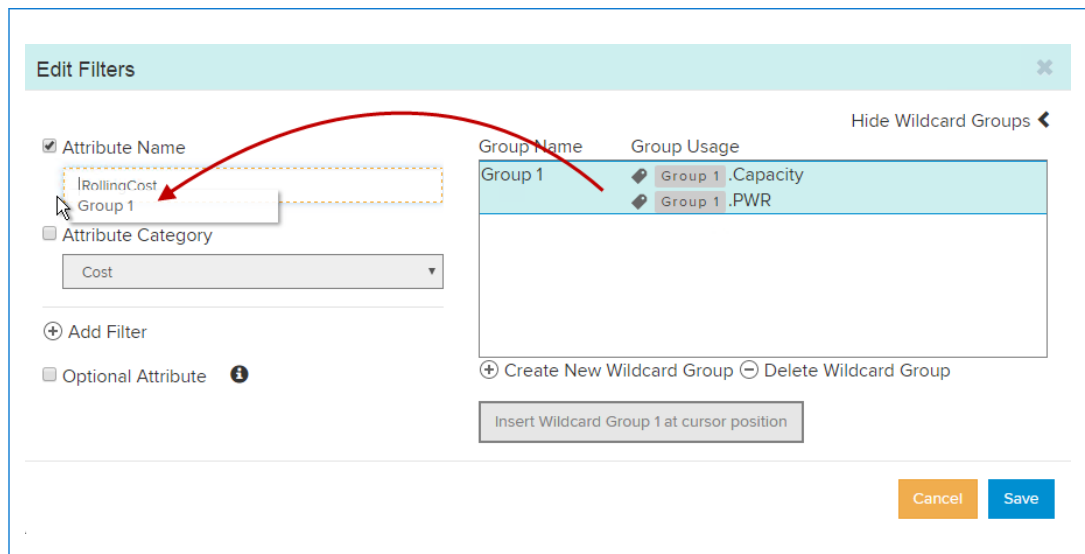 Edit Filters
Hide Wildcard Groups
Attribute Name
RollingCost
Group 1
Attribute Category
Cost
Add Filter
Optional Attribute
Group Name Group Usage
Group 1 Group 1 .Capacity
Group 1 .PWR
Create New Wildcard Group Delete Wildcard Group
Insert Wildcard Group 1 at cursor position
Cancel Save